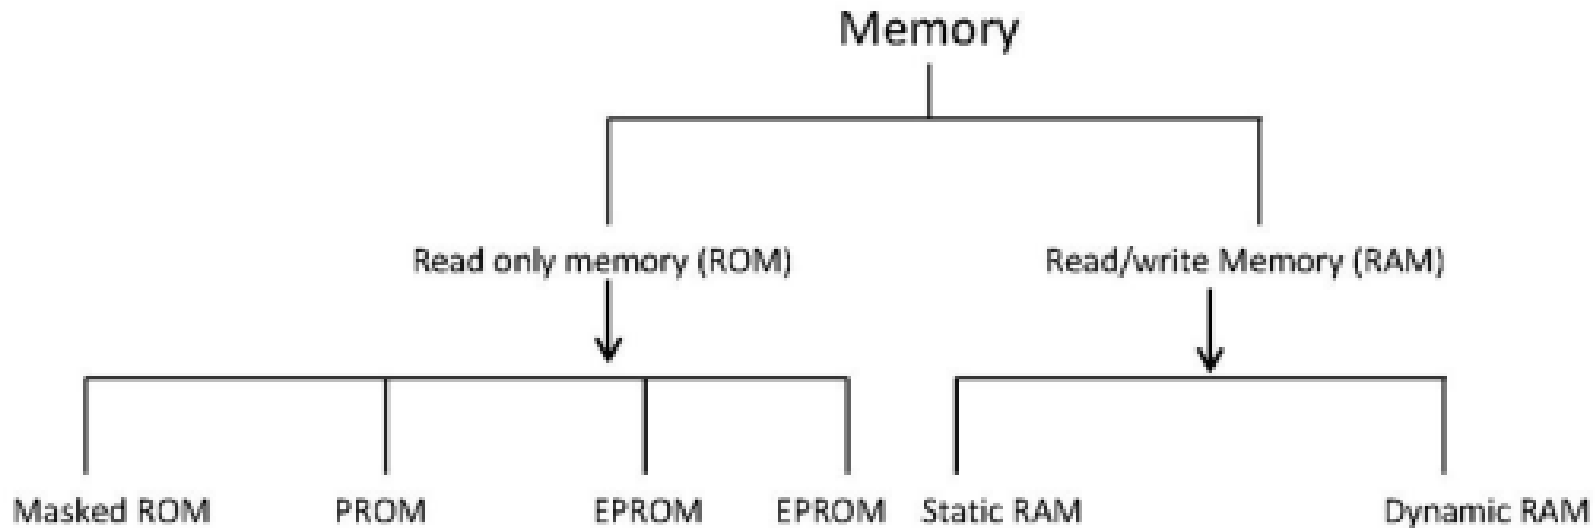 Memory
Read only memory (ROM)
Read/write Memory (RAM)
Masked ROM
PROM
EPROM
EPROM
Static RAM
Dynamic RAM